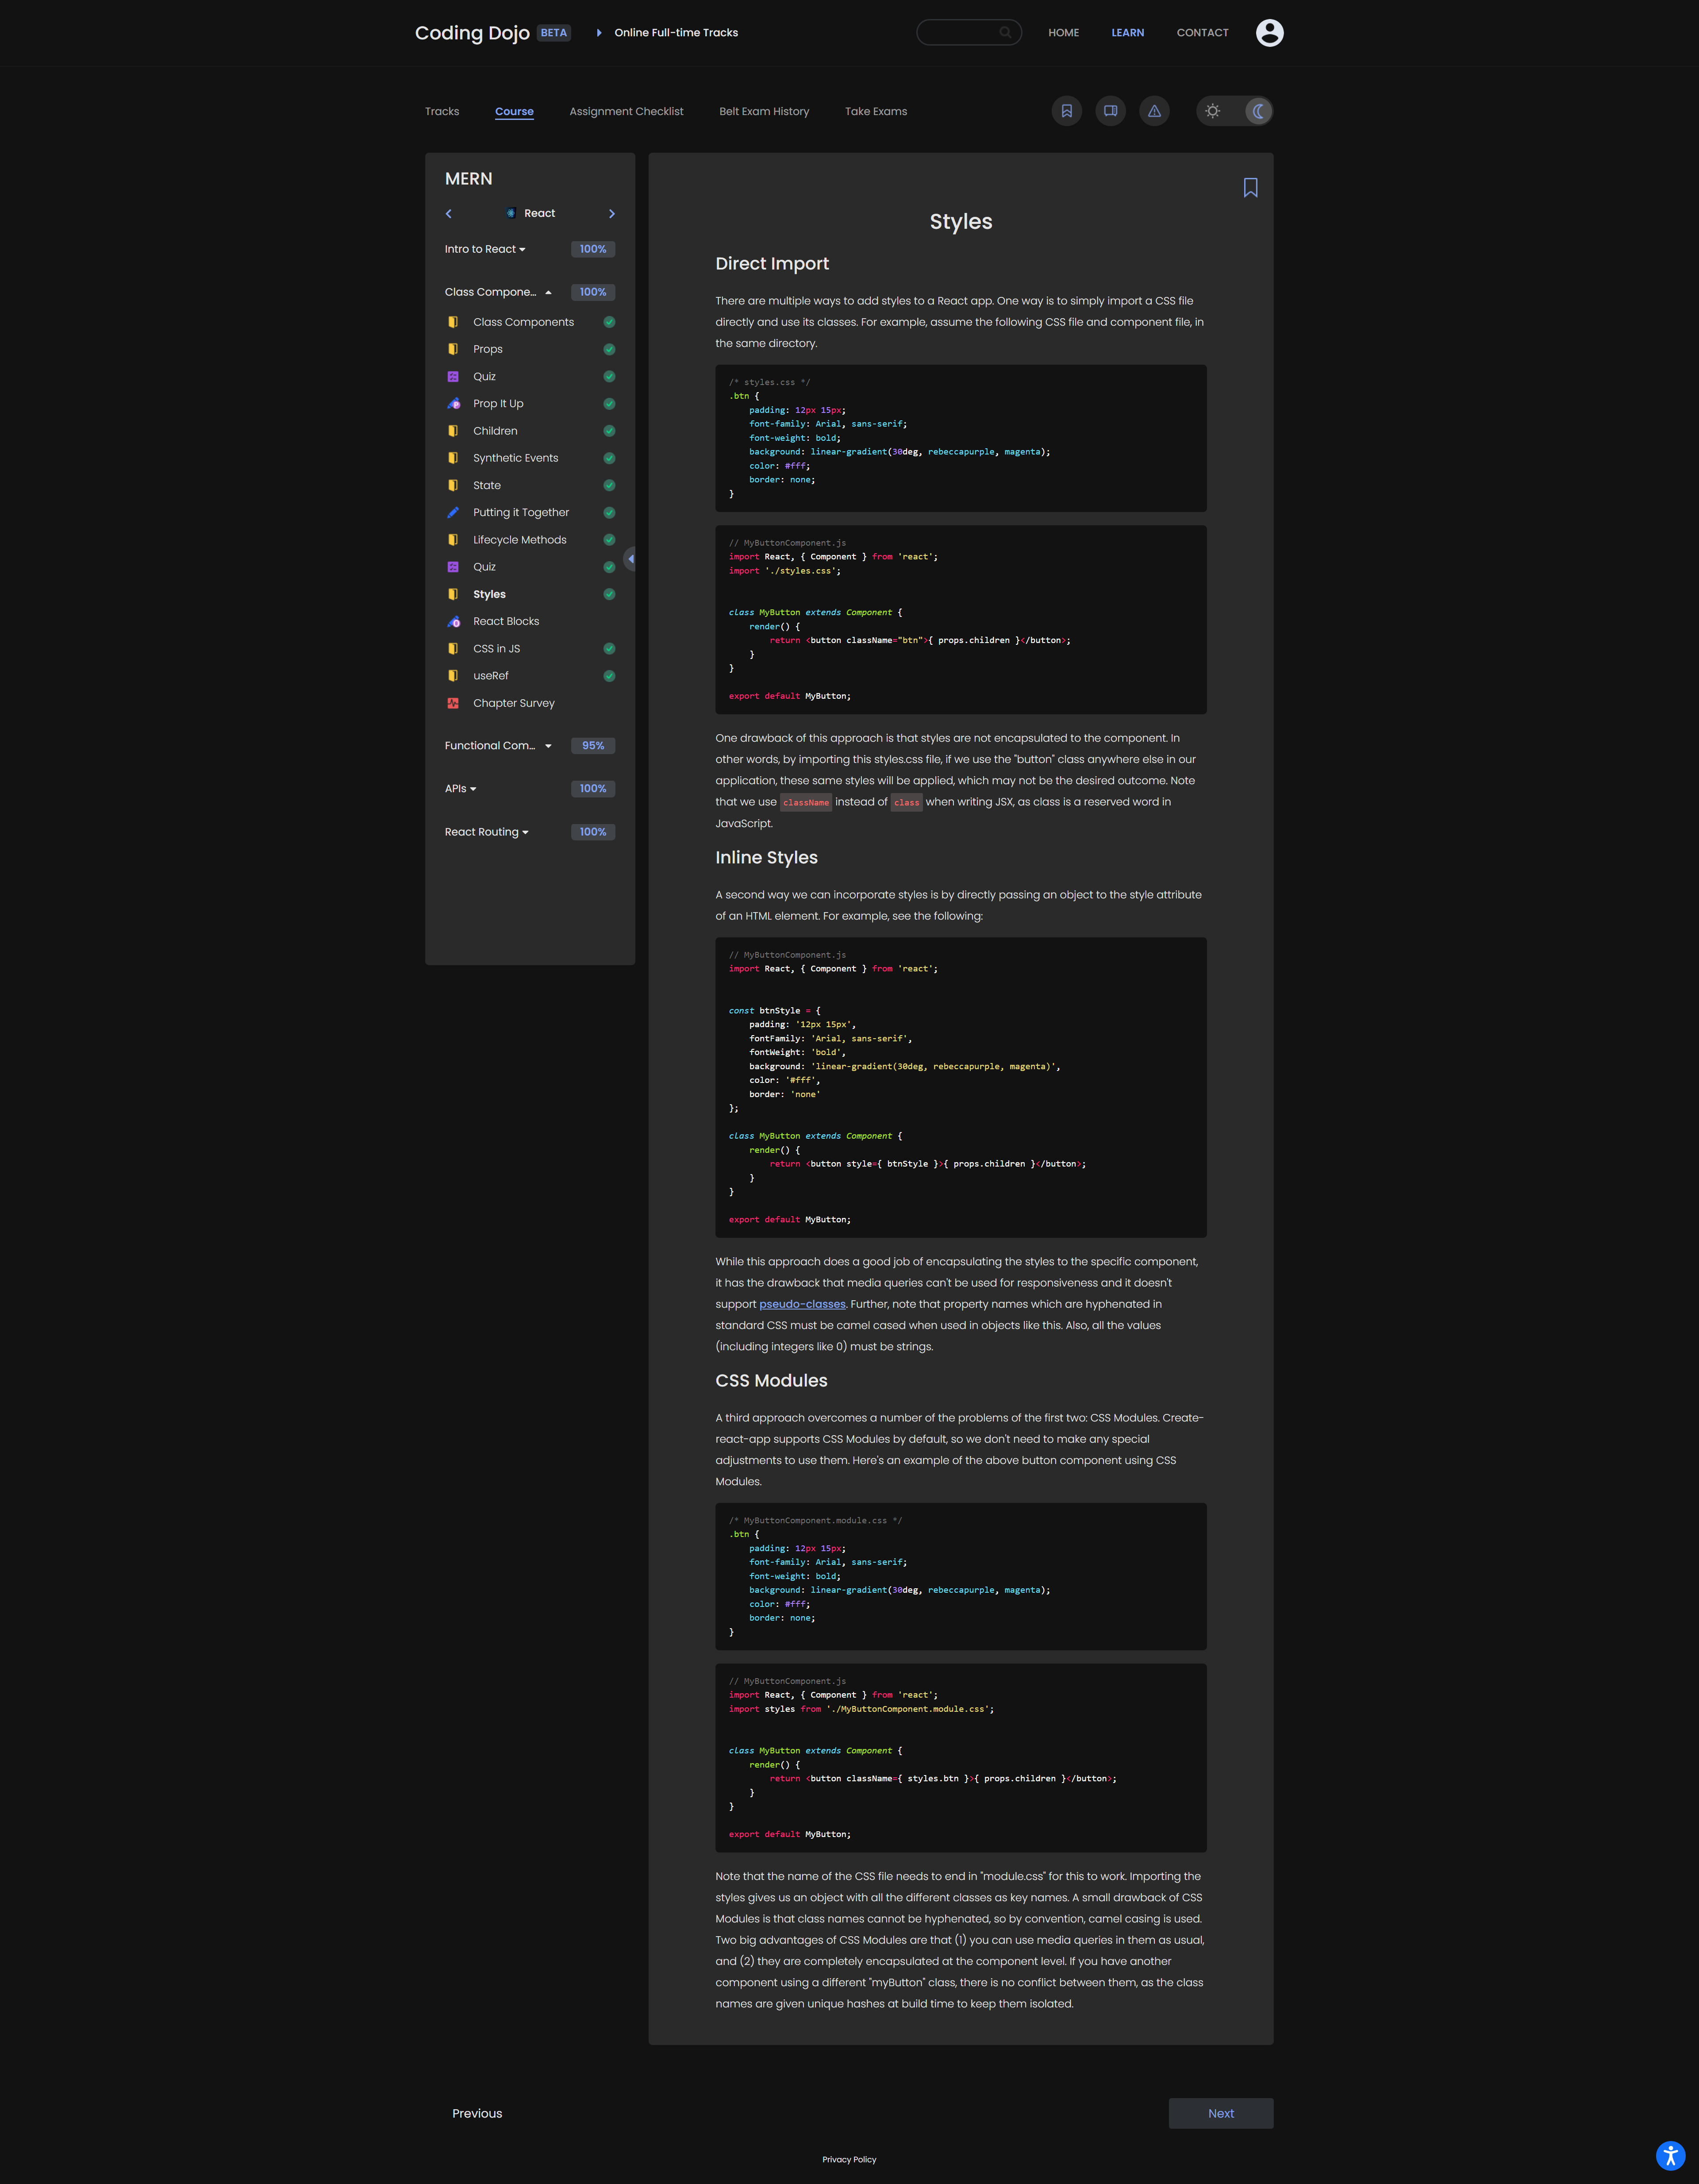 Coding Dojo BETA Online Full-time Tracks HOME LEARN CONTACT
Tracks Course Assignment Checklist Belt Exam History Take Exams
MERN
React
Intro to React 100%
Class Compone... 100%
Class Components
Props
Quiz
Prop It Up
Children
Synthetic Events
State
Putting it Together
Lifecycle Methods
Quiz
Styles
React Blocks
CSS in JS
useRef
Chapter Survey
Functional Com... 95%
APIs 100%
React Routing 100%
Styles
Direct Import
There are multiple ways to add styles to a React app. One way is to simply import a CSS file
directly and use its classes. For example, assume the following CSS file and component file, in
the same directory.
/* styles.css */
.btn {
    padding: 12px 15px;
    font-family: Arial, sans-serif;
    font-weight: bold;
    background: linear-gradient(30deg, rebeccapurple, magenta);
    color: #fff;
    border: none;
}
// MyButtonComponent.js
import React, { Component } from 'react';
import './styles.css';
class MyButton extends Component {
    render() {
        return <button className="btn">{ props.children }</button>;
    }
}
export default MyButton;
One drawback of this approach is that styles are not encapsulated to the component. In
other words, by importing this styles.css file, if we use the "button" class anywhere else in our
application, these same styles will be applied, which may not be the desired outcome. Note
that we use className instead of class when writing JSX, as class is a reserved word in
JavaScript.
Inline Styles
A second way we can incorporate styles is by directly passing an object to the style attribute
of an HTML element. For example, see the following:
// MyButtonComponent.js
import React, { Component } from 'react';
const btnStyle = {
    padding: '12px 15px',
    fontFamily: 'Arial, sans-serif',
    fontWeight: 'bold',
    background: 'linear-gradient(30deg, rebeccapurple, magenta)',
    color: '#fff',
    border: 'none'
};
class MyButton extends Component {
    render() {
        return <button style={ btnStyle }>{ props.children }</button>;
    }
}
export default MyButton;
While this approach does a good job of encapsulating the styles to the specific component,
it has the drawback that media queries can't be used for responsiveness and it doesn't
support pseudo-classes. Further, note that property names which are hyphenated in
standard CSS must be camel cased when used in objects like this. Also, all the values
(including integers like 0) must be strings.
CSS Modules
A third approach overcomes a number of the problems of the first two: CSS Modules. Create-
react-app supports CSS Modules by default, so we don't need to make any special
adjustments to use them. Here's an example of the above button component using CSS
Modules.
/* MyButtonComponent.module.css */
.btn {
    padding: 12px 15px;
    font-family: Arial, sans-serif;
    font-weight: bold;
    background: linear-gradient(30deg, rebeccapurple, magenta);
    color: #fff;
    border: none;
}
// MyButtonComponent.js
import React, { Component } from 'react';
import styles from './MyButtonComponent.module.css';
class MyButton extends Component {
    render() {
        return <button className={ styles.btn }>{ props.children }</button>;
    }
}
export default MyButton;
Note that the name of the CSS file needs to end in "module.css" for this to work. Importing the
styles gives us an object with all the different classes as key names. A small drawback of CSS
Modules is that class names cannot be hyphenated, so by convention, camel casing is used.
Two big advantages of CSS Modules are that (1) you can use media queries in them as usual,
and (2) they are completely encapsulated at the component level. If you have another
component using a different "myButton" class, there is no conflict between them, as the class
names are given unique hashes at build time to keep them isolated.
Previous Next
Privacy Policy